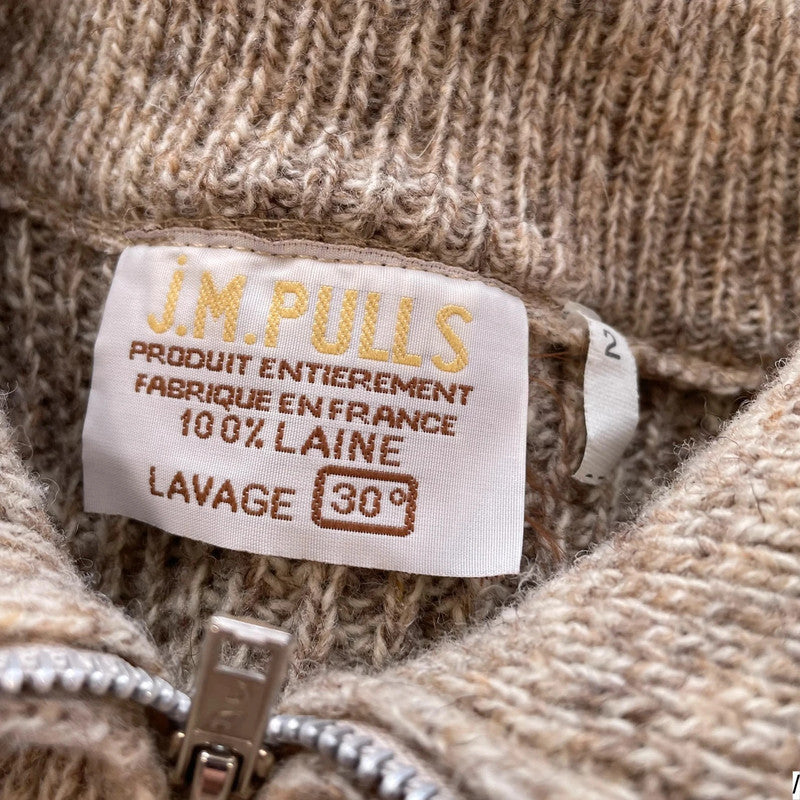 J.M.PULLS
PRODUIT ENTIEREMENT
FABRIQUE EN FRANCE
100% LAINE
LAVAGE 30°
2